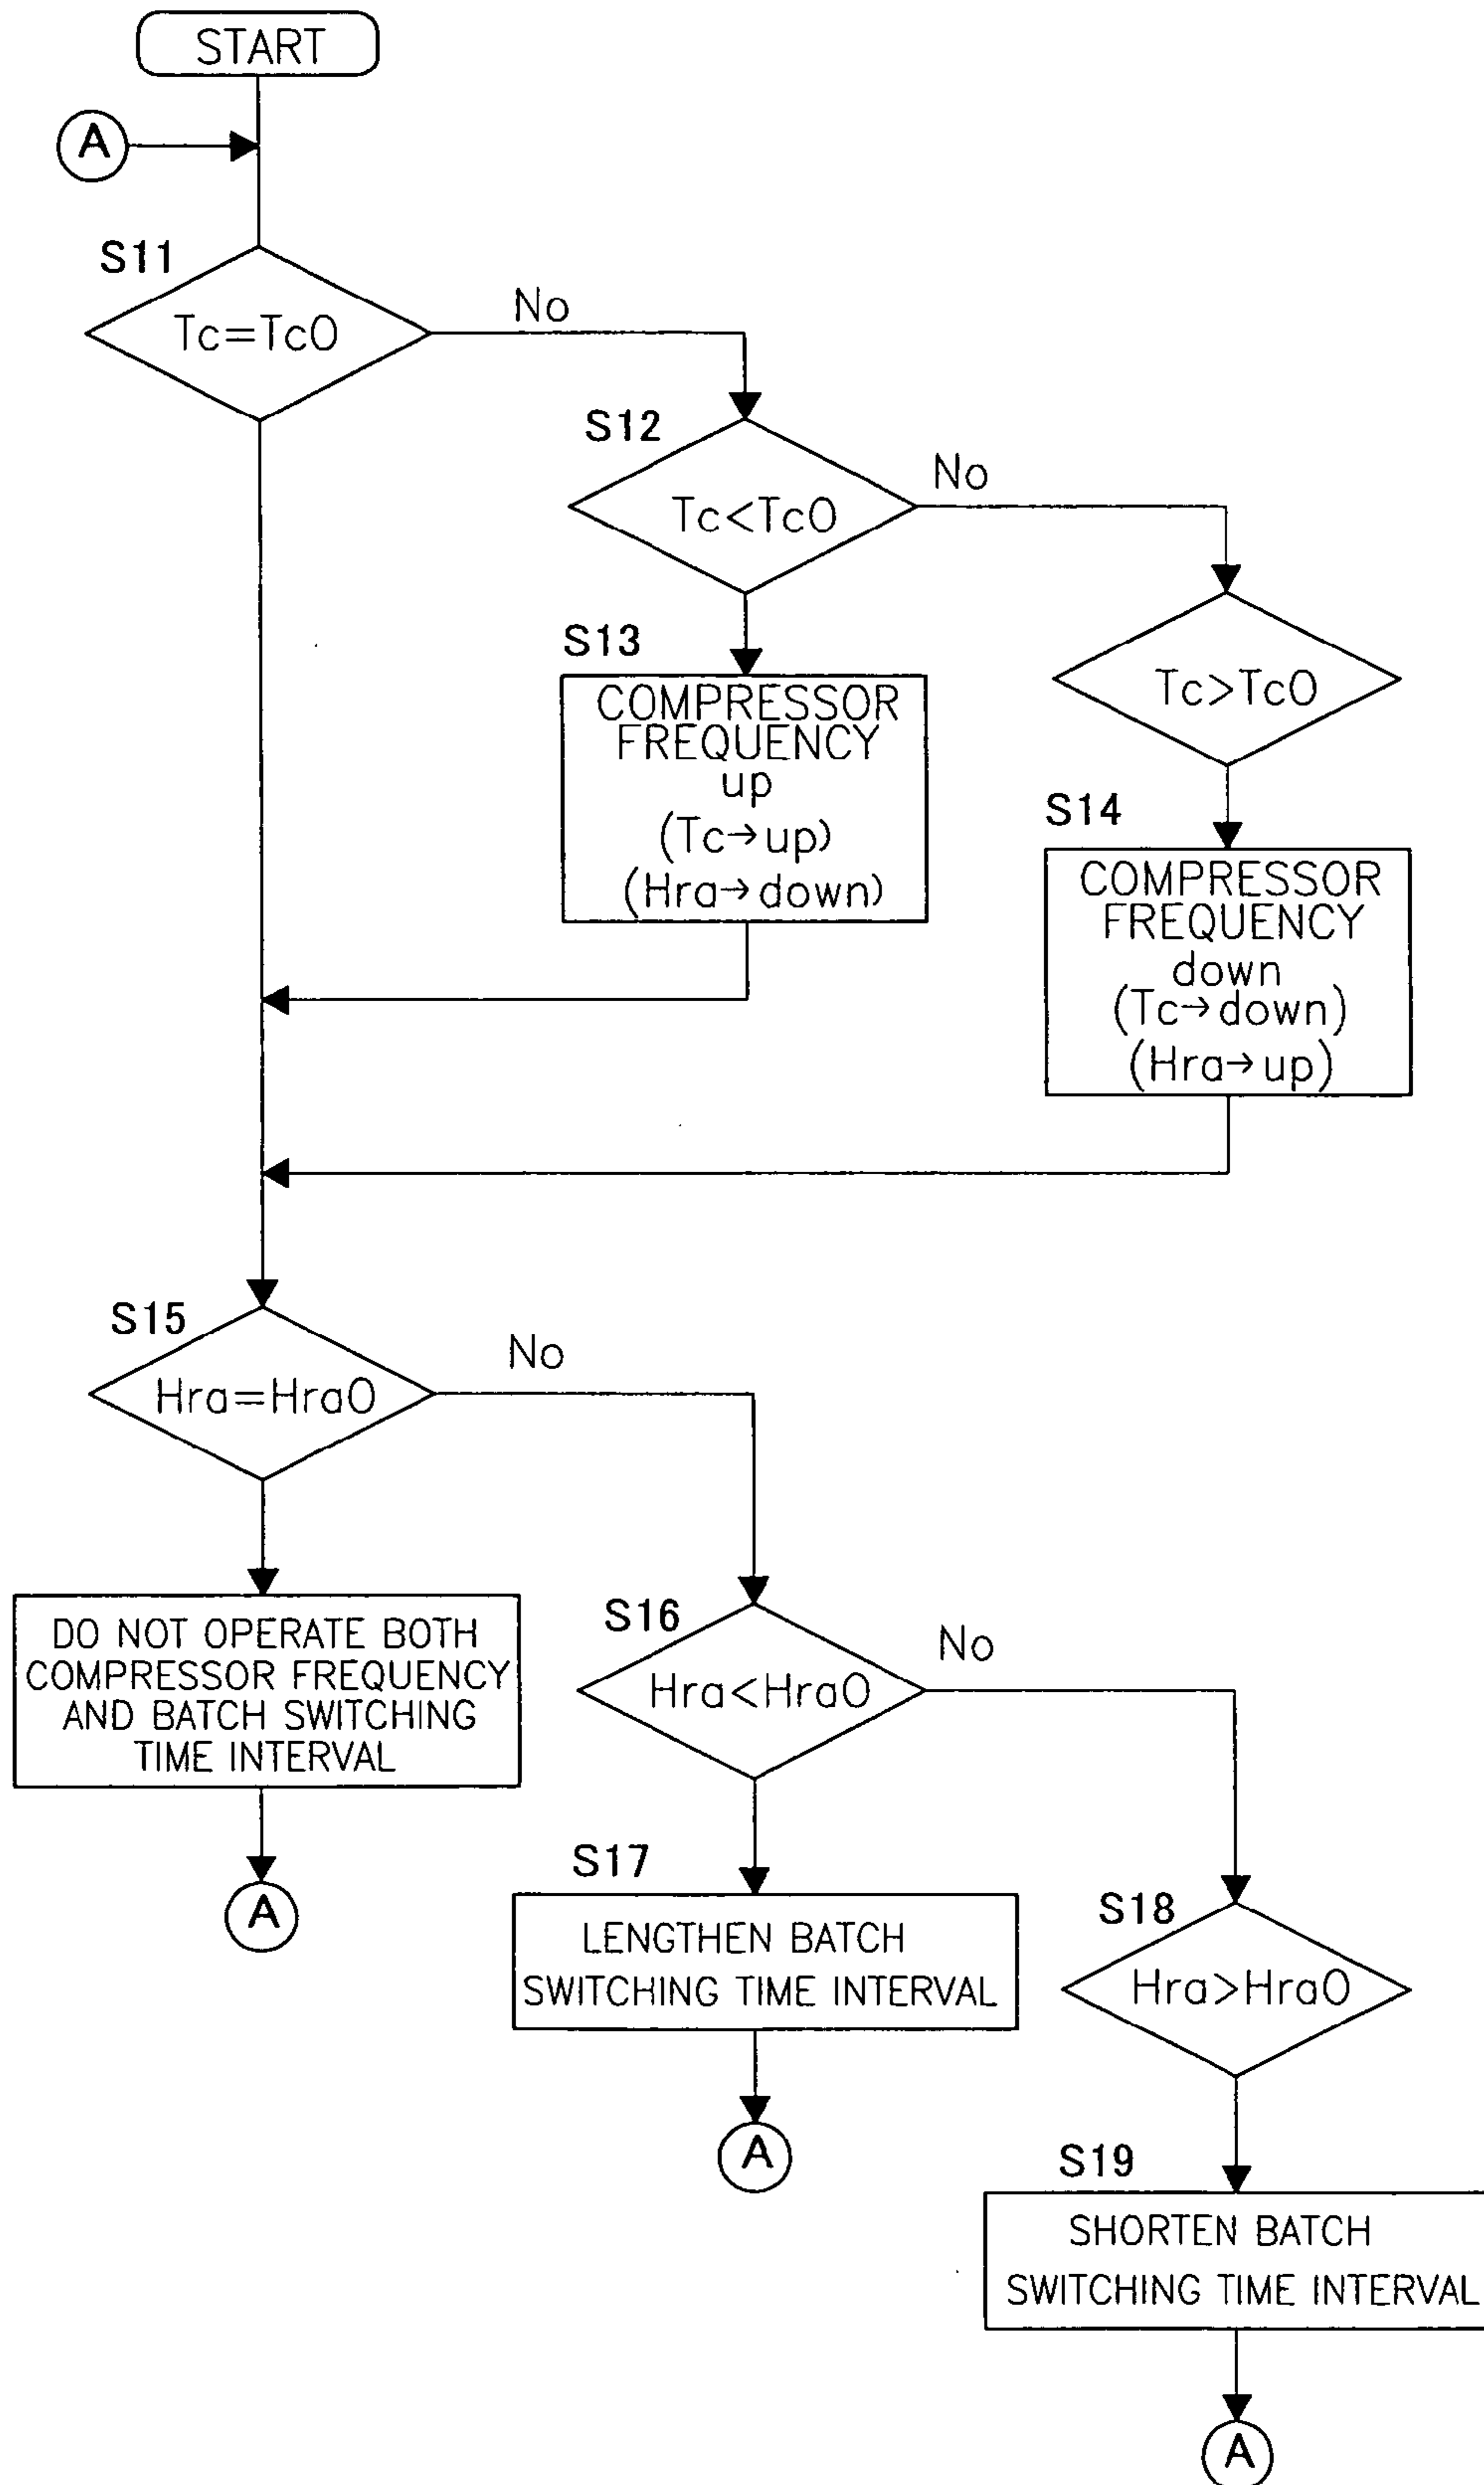 START
A
S11
Tc=Tc0
No
S12
Tc<Tc0
No
S13
COMPRESSOR
FREQUENCY
up
(Tc→up)
(Hra→down)
Tc>Tc0
S14
COMPRESSOR
FREQUENCY
down
(Tc→down)
(Hra→up)
S15
Hra=Hra0
No
DO NOT OPERATE BOTH
COMPRESSOR FREQUENCY
AND BATCH SWITCHING
TIME INTERVAL
A
S16
Hra<Hra0
No
S17
LENGTHEN BATCH
SWITCHING TIME INTERVAL
A
S18
Hra>Hra0
S19
SHORTEN BATCH
SWITCHING TIME INTERVAL
A